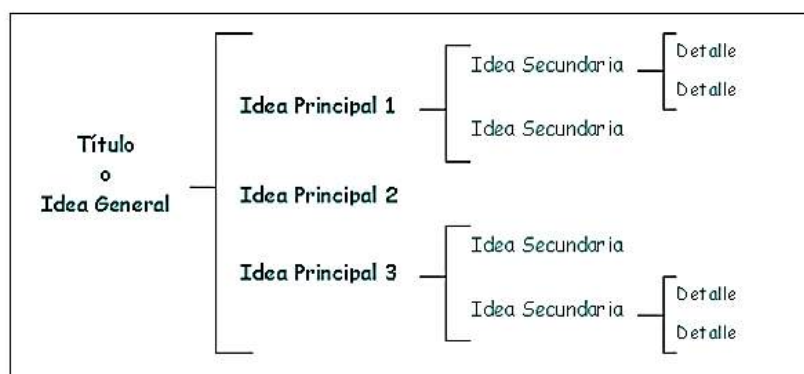 Título
o
Idea General
Idea Principal 1
Idea Secundaria
Detalle
Detalle
Idea Secundaria
Idea Principal 2
Idea Principal 3
Idea Secundaria
Idea Secundaria
Detalle
Detalle